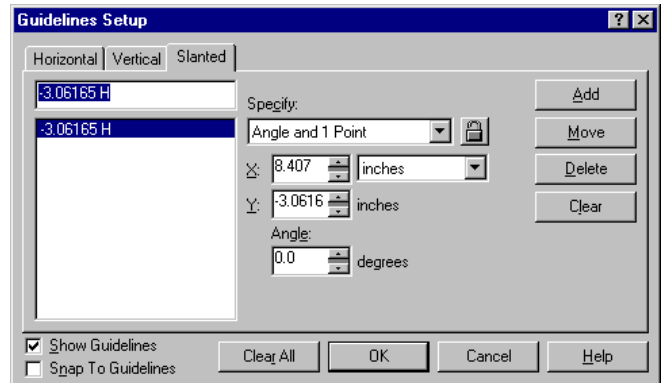 Guidelines Setup
Horizontal Vertical Slanted
-3.06165 H
-3.06165 H
Specify:
Angle and 1 Point
X: 8.407 inches
Y: -3.0616 inches
Angle:
0.0 degrees
Add
Move
Delete
Clear
Show Guidelines
Snap To Guidelines
Clear All OK Cancel Help